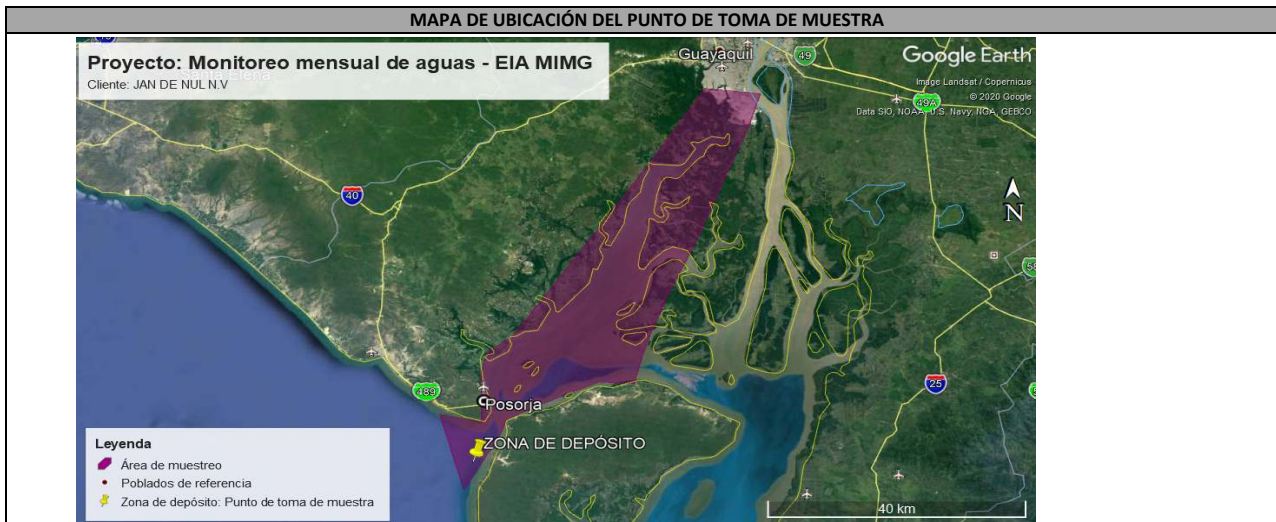 MAPA DE UBICACIÓN DEL PUNTO DE TOMA DE MUESTRA
Proyecto: Monitoreo mensual de aguas - EIA MIMG
Cliente: JAN DE NUL N.V
Guayaquil
49
Google Earth
Image Landsat / Copernicus
© 2020 Google
Data SIO, NOAA, U.S. Navy, NGA, GEBCO
49A
40
N
25
489
Posorja
ZONA DE DEPÓSITO
Leyenda
Área de muestreo
Poblados de referencia
Zona de depósito: Punto de toma de muestra
40 km